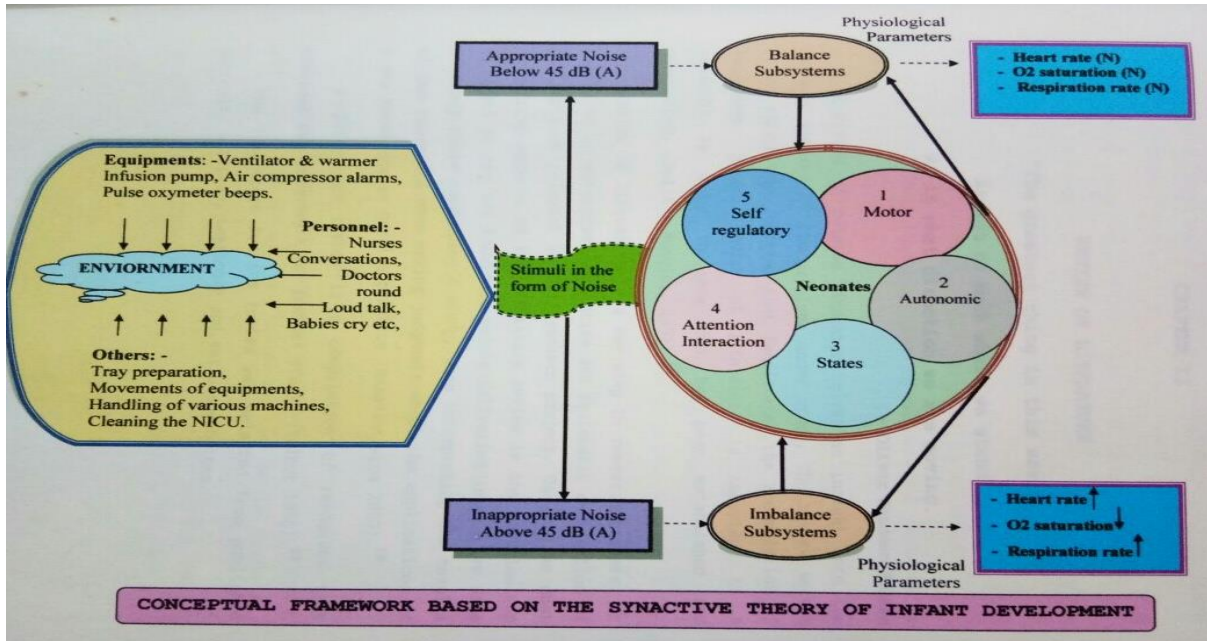 Physiological
Parameters
Appropriate Noise
Below 45 dB (A)
Balance
Subsystems
- Heart rate (N)
- O2 saturation (N)
- Respiration rate (N)
Equipments: -Ventilator & warmer
Infusion pump, Air compressor alarms,
Pulse oxymeter beeps.
Personnel: -
Nurses
Conversations,
Doctors
round
Loud talk,
Babies cry etc,
ENVIORNMENT
Others: -
Tray preparation,
Movements of equipments,
Handling of various machines,
Cleaning the NICU.
Stimuli in the
form of Noise
5
Self
regulatory
1
Motor
Neonates
2
Autonomic
4
Attention
Interaction
3
States
Inappropriate Noise
Above 45 dB (A)
Imbalance
Subsystems
- Heart rate ↑
- O2 saturation ↓
- Respiration rate ↑
Physiological
Parameters
CONCEPTUAL FRAMEWORK BASED ON THE SYNACTIVE THEORY OF INFANT DEVELOPMENT